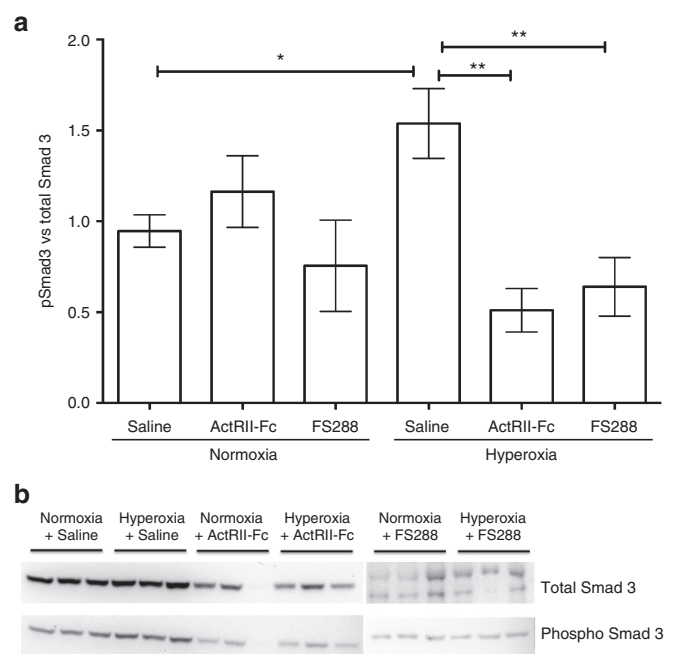 a
2.0
1.5
1.0
0.5
0.0
pSmad3 vs total Smad 3
*
**
**
Saline ActRII-Fc FS288 Saline ActRII-Fc FS288
Normoxia Hyperoxia
b
Normoxia Hyperoxia Normoxia Hyperoxia Normoxia Hyperoxia
+ Saline + Saline + ActRII-Fc + ActRII-Fc + FS288 + FS288
Total Smad 3
Phospho Smad 3